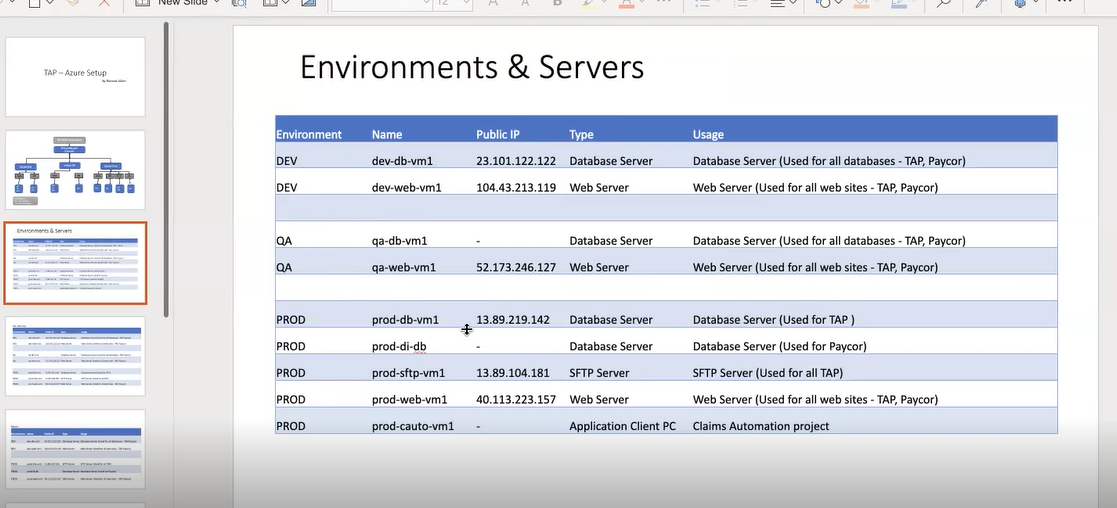 New Slide
12
TAP – Azure Setup
Environments & Servers
Environments & Servers
Environment Name Public IP Type Usage
DEV dev-db-vm1 23.101.122.122 Database Server Database Server (Used for all databases - TAP, Paycor)
DEV dev-web-vm1 104.43.213.119 Web Server Web Server (Used for all web sites - TAP, Paycor)
QA qa-db-vm1 - Database Server Database Server (Used for all databases - TAP, Paycor)
QA qa-web-vm1 52.173.246.127 Web Server Web Server (Used for all web sites - TAP, Paycor)
PROD prod-db-vm1 13.89.219.142 Database Server Database Server (Used for TAP )
PROD prod-di-db - Database Server Database Server (Used for Paycor)
PROD prod-sftp-vm1 13.89.104.181 SFTP Server SFTP Server (Used for all TAP)
PROD prod-web-vm1 40.113.223.157 Web Server Web Server (Used for all web sites - TAP, Paycor)
PROD prod-cauto-vm1 - Application Client PC Claims Automation project